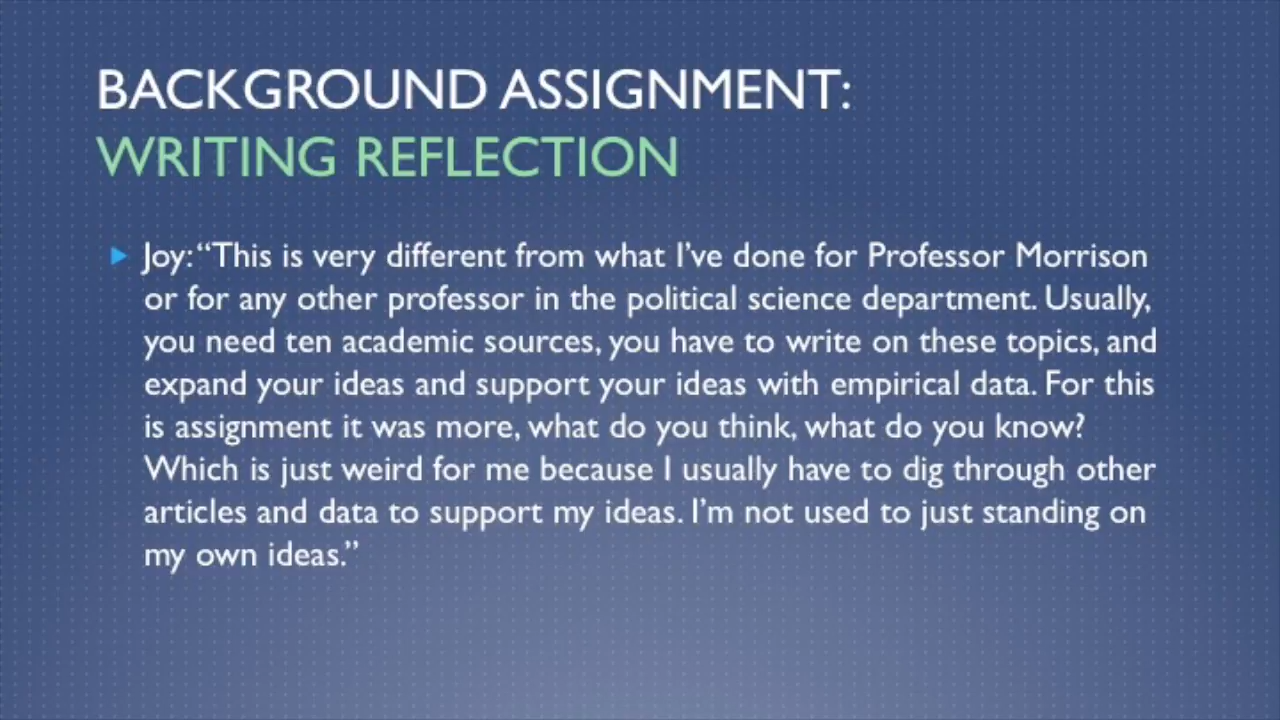 BACKGROUND ASSIGNMENT:
WRITING REFLECTION
Joy: “This is very different from what I’ve done for Professor Morrison
or for any other professor in the political science department. Usually,
you need ten academic sources, you have to write on these topics, and
expand your ideas and support your ideas with empirical data. For this
is assignment it was more, what do you think, what do you know?
Which is just weird for me because I usually have to dig through other
articles and data to support my ideas. I’m not used to just standing on
my own ideas.”